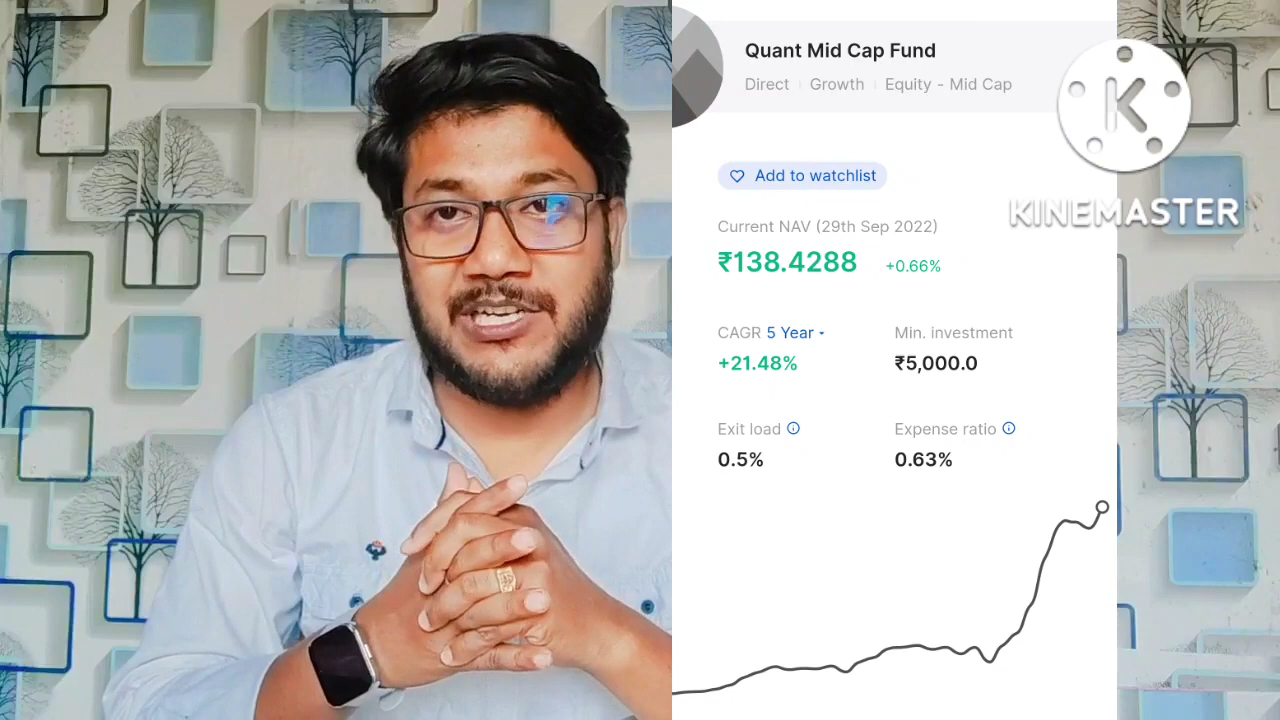 Quant Mid Cap Fund
Direct Growth Equity - Mid Cap
Add to watchlist
Current NAV (29th Sep 2022)
₹138.4288 +0.66%
CAGR 5 Year Min. investment
+21.48% ₹5,000.0
Exit load Expense ratio
0.5% 0.63%
K
KINEMASTER